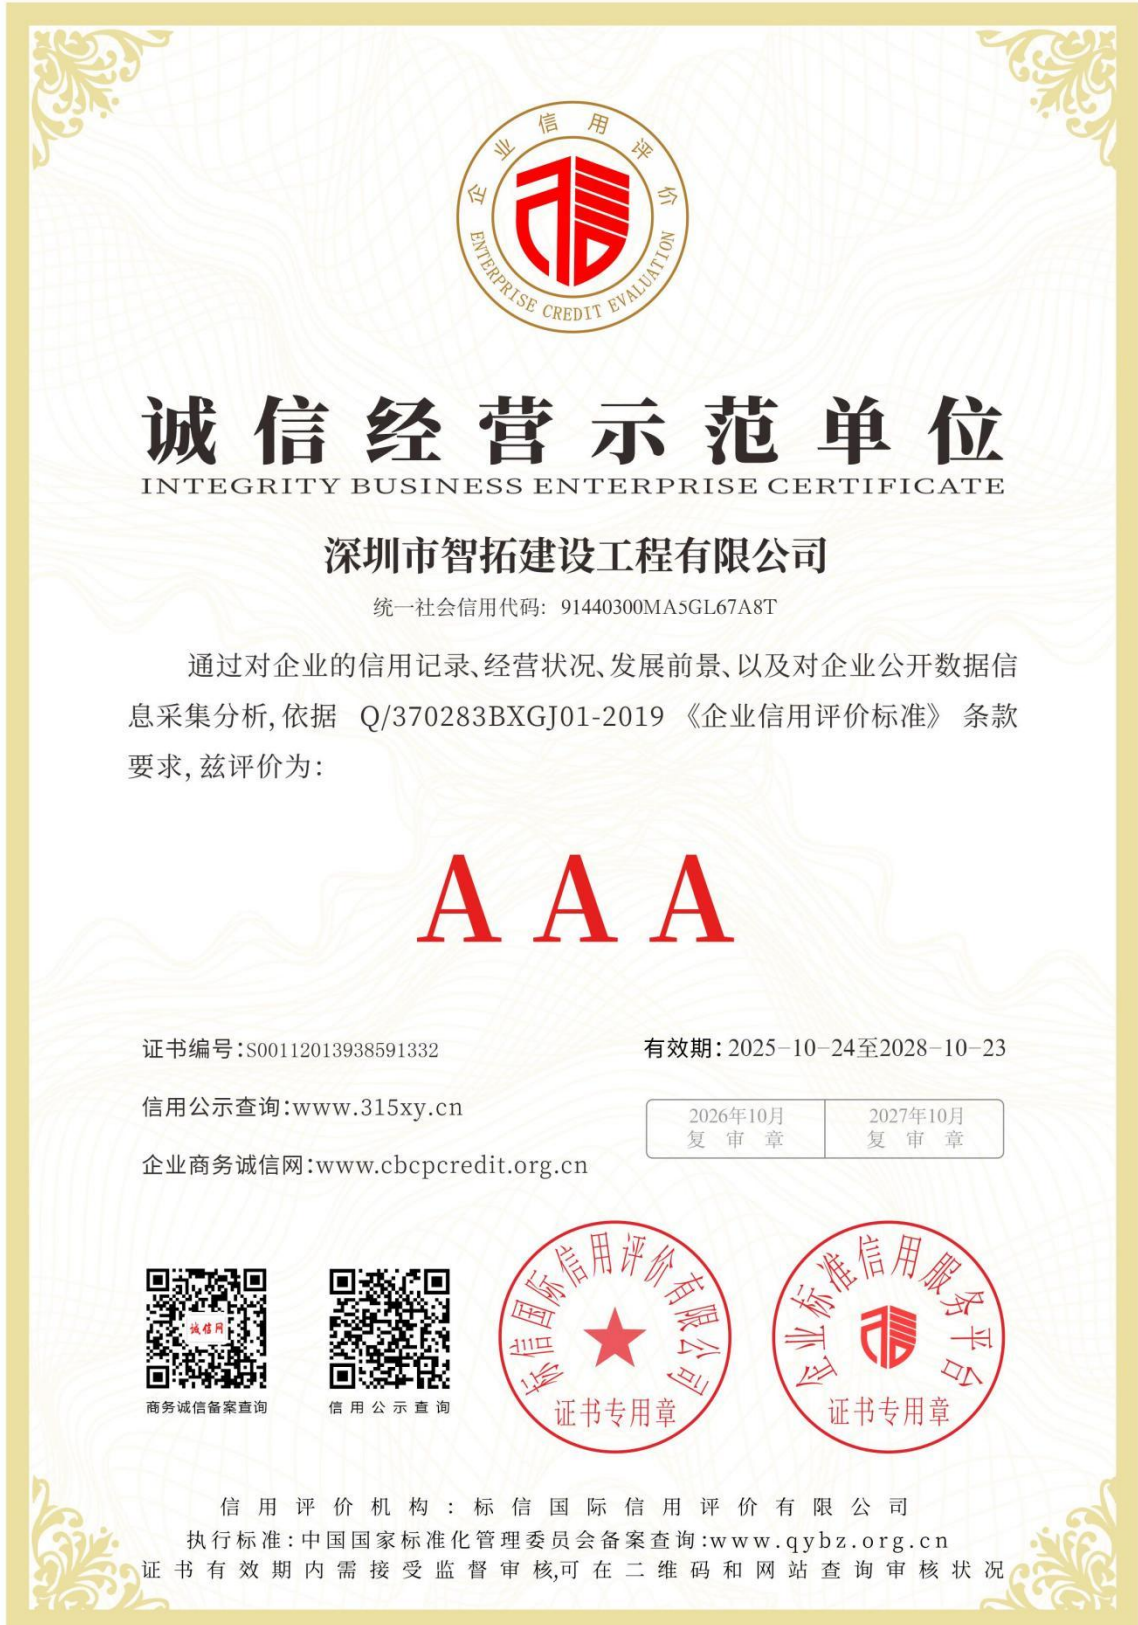 企业信用评价
ENTERPRISE CREDIT EVALUATION
诚信经营示范单位
INTEGRITY BUSINESS ENTERPRISE CERTIFICATE
深圳市智拓建设工程有限公司
统一社会信用代码: 91440300MA5GL67A8T
通过对企业的信用记录、经营状况、发展前景、以及对企业公开数据信
息采集分析, 依据 Q/370283BXGJ01-2019 《企业信用评价标准》 条款
要求, 兹评价为:
AAA
证书编号:S00112013938591332
有效期: 2025-10-24至2028-10-23
信用公示查询:www.315xy.cn
2026年10月
复审章
2027年10月
复审章
企业商务诚信网:www.cbcpcredit.org.cn
诚信网
商务诚信备案查询
信用公示查询
标信国际信用评价有限公司
证书专用章
企业标准信用服务平台
证书专用章
信用评价机构:标信国际信用评价有限公司
执行标准:中国国家标准化管理委员会备案查询:www.qybz.org.cn
证书有效期内需接受监督审核,可在二维码和网站查询审核状况